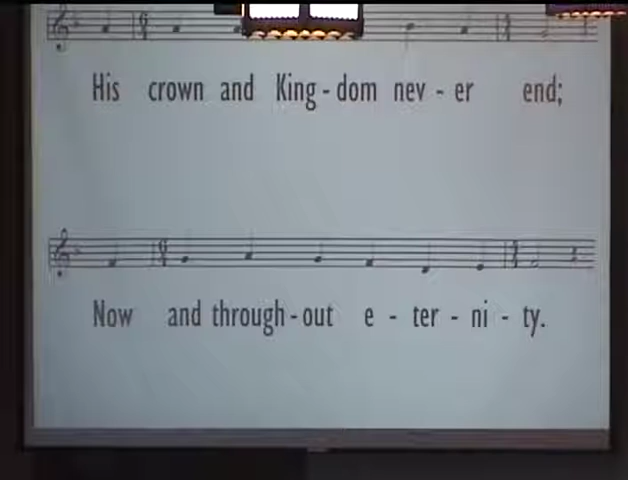 His crown and King - dom nev - er end;
Now and through - out e - ter - ni - ty.